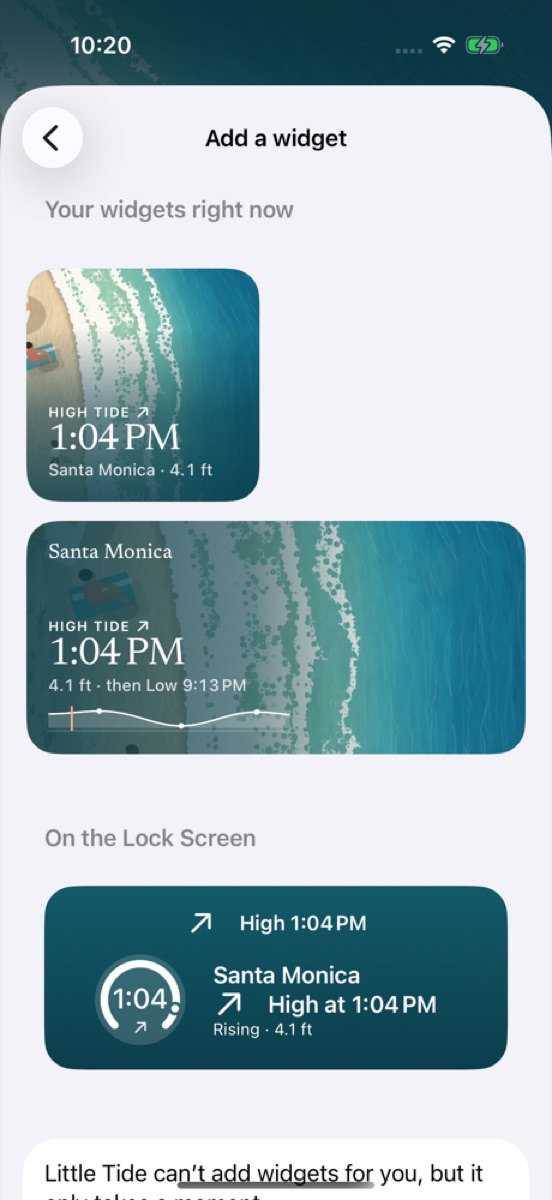 10:20
Add a widget
Your widgets right now
HIGH TIDE ↗
1:04 PM
Santa Monica · 4.1 ft
Santa Monica
HIGH TIDE ↗
1:04 PM
4.1 ft · then Low 9:13 PM
On the Lock Screen
↗ High 1:04 PM
1:04
↗
Santa Monica
↗ High at 1:04 PM
Rising · 4.1 ft
Little Tide can’t add widgets for you, but it
only takes a moment